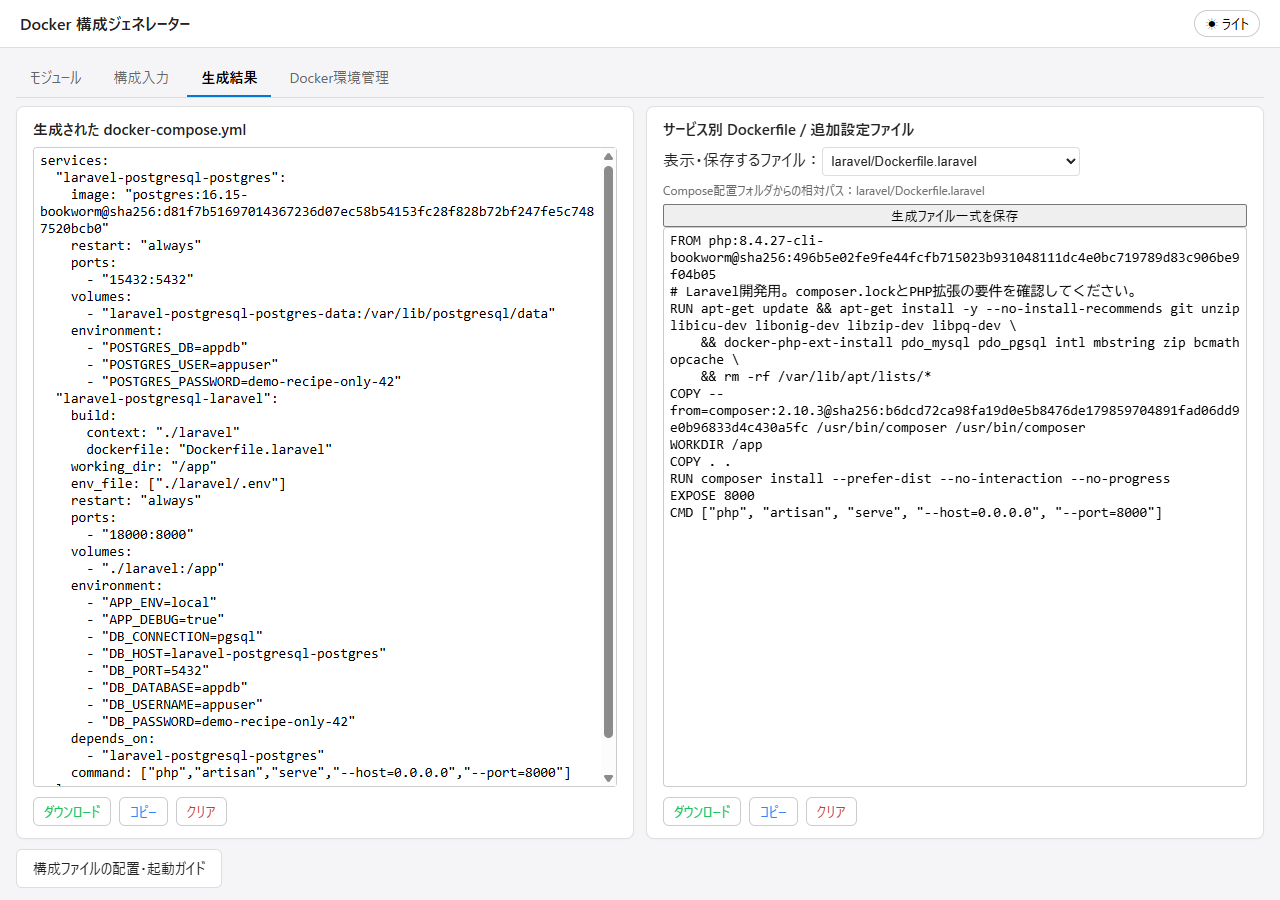 Docker 構成ジェネレーター
☀ ライト
モジュール
構成入力
生成結果
Docker環境管理
生成された docker-compose.yml
services:
  "laravel-postgresql-postgres":
    image: "postgres:16.15-
bookworm@sha256:d81f7b51697014367236d07ec58b54153fc28f828b72bf247fe5c748
7520bcb0"
    restart: "always"
    ports:
      - "15432:5432"
    volumes:
      - "laravel-postgresql-postgres-data:/var/lib/postgresql/data"
    environment:
      - "POSTGRES_DB=appdb"
      - "POSTGRES_USER=appuser"
      - "POSTGRES_PASSWORD=demo-recipe-only-42"
  "laravel-postgresql-laravel":
    build:
      context: "./laravel"
      dockerfile: "Dockerfile.laravel"
    working_dir: "/app"
    env_file: ["./laravel/.env"]
    restart: "always"
    ports:
      - "18000:8000"
    volumes:
      - "./laravel:/app"
    environment:
      - "APP_ENV=local"
      - "APP_DEBUG=true"
      - "DB_CONNECTION=pgsql"
      - "DB_HOST=laravel-postgresql-postgres"
      - "DB_PORT=5432"
      - "DB_DATABASE=appdb"
      - "DB_USERNAME=appuser"
      - "DB_PASSWORD=demo-recipe-only-42"
    depends_on:
      - "laravel-postgresql-postgres"
    command: ["php","artisan","serve","--host=0.0.0.0","--port=8000"]
ダウンロード
コピー
クリア
サービス別 Dockerfile / 追加設定ファイル
表示・保存するファイル： laravel/Dockerfile.laravel
Compose配置フォルダからの相対パス：laravel/Dockerfile.laravel
生成ファイル一式を保存
FROM php:8.4.27-cli-
bookworm@sha256:496b5e02fe9fe44fcfb715023b931048111dc4e0bc719789d83c906be9
f04b05
# Laravel開発用。composer.lockとPHP拡張の要件を確認してください。
RUN apt-get update && apt-get install -y --no-install-recommends git unzip
libicu-dev libonig-dev libzip-dev libpq-dev \
    && docker-php-ext-install pdo_mysql pdo_pgsql intl mbstring zip bcmath
opcache \
    && rm -rf /var/lib/apt/lists/*
COPY --
from=composer:2.10.3@sha256:b6dcd72ca98fa19d0e5b8476de179859704891fad06dd9
e0b96833d4c430a5fc /usr/bin/composer /usr/bin/composer
WORKDIR /app
COPY . .
RUN composer install --prefer-dist --no-interaction --no-progress
EXPOSE 8000
CMD ["php", "artisan", "serve", "--host=0.0.0.0", "--port=8000"]
ダウンロード
コピー
クリア
構成ファイルの配置・起動ガイド